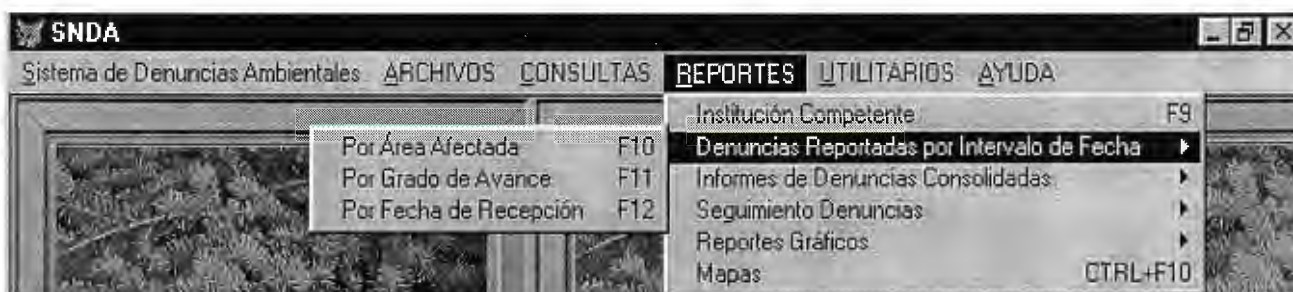 SNDA
Sistema de Denuncias Ambientales ARCHIVOS CONSULTAS REPORTES UTILITARIOS AYUDA
Institución Competente F9
Denuncias Reportadas por Intervalo de Fecha
Por Área Afectada F10
Por Grado de Avance F11
Por Fecha de Recepción F12
Informes de Denuncias Consolidadas
Seguimiento Denuncias
Reportes Gráficos
Mapas CTRL+F10